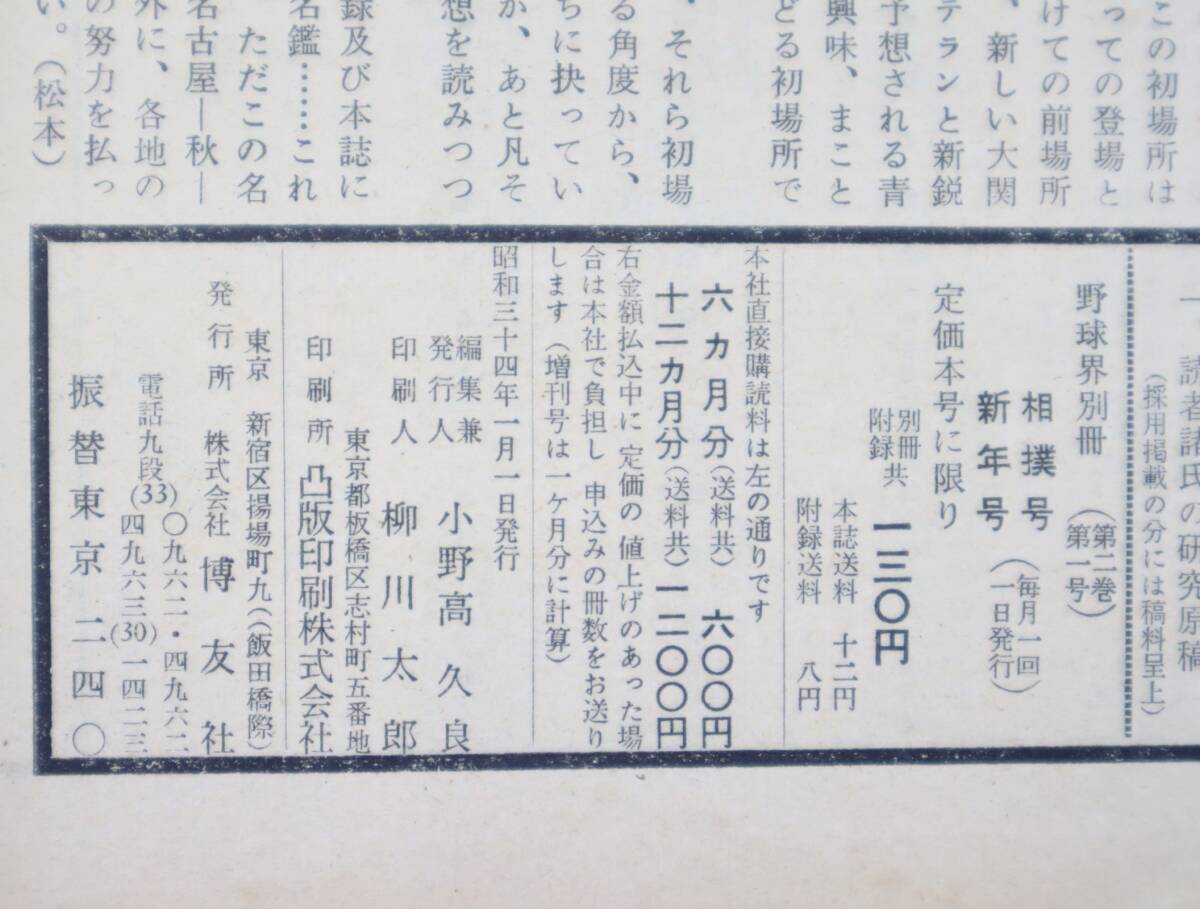 この初場所は
っての登場と
けての前場所
、新しい大関
テランと新鋭
予想される青
興味、まこと
どる初場所で
、それら初場
る角度から、
ちに抉ってい
か、あと凡そ
想を読みつつ
録及び本誌に
名鑑……これ
ただこの名
名古屋―秋―
外に、各地の
の努力を払っ
い。(松本)
一、読者諸氏の研究原稿
(採用掲載の分には稿料呈上)
野球界別冊(第二巻第一号)
相撲号
新年号(毎月一回一日発行)
定価本号に限り
別冊附録共 一三〇円
本誌送料 十二円
附録送料 八円
本社直接購読料は左の通りです
六カ月分(送料共) 六〇〇円
十二カ月分(送料共) 一二〇〇円
右金額払込中に 定価の値上げのあった場
合は本社で負担し 申込みの冊数をお送り
します(増刊号は一ケ月分に計算)
昭和三十四年一月一日発行
編集兼発行人 小野高久良
印刷人 柳川太郎
東京都板橋区志村町五番地
印刷所 凸版印刷株式会社
東京 新宿区揚場町九(飯田橋際)
発行所 株式会社 博友社
電話九段(33)〇九六二・四九六二
四九六三(30)一四二三
振替東京二四〇